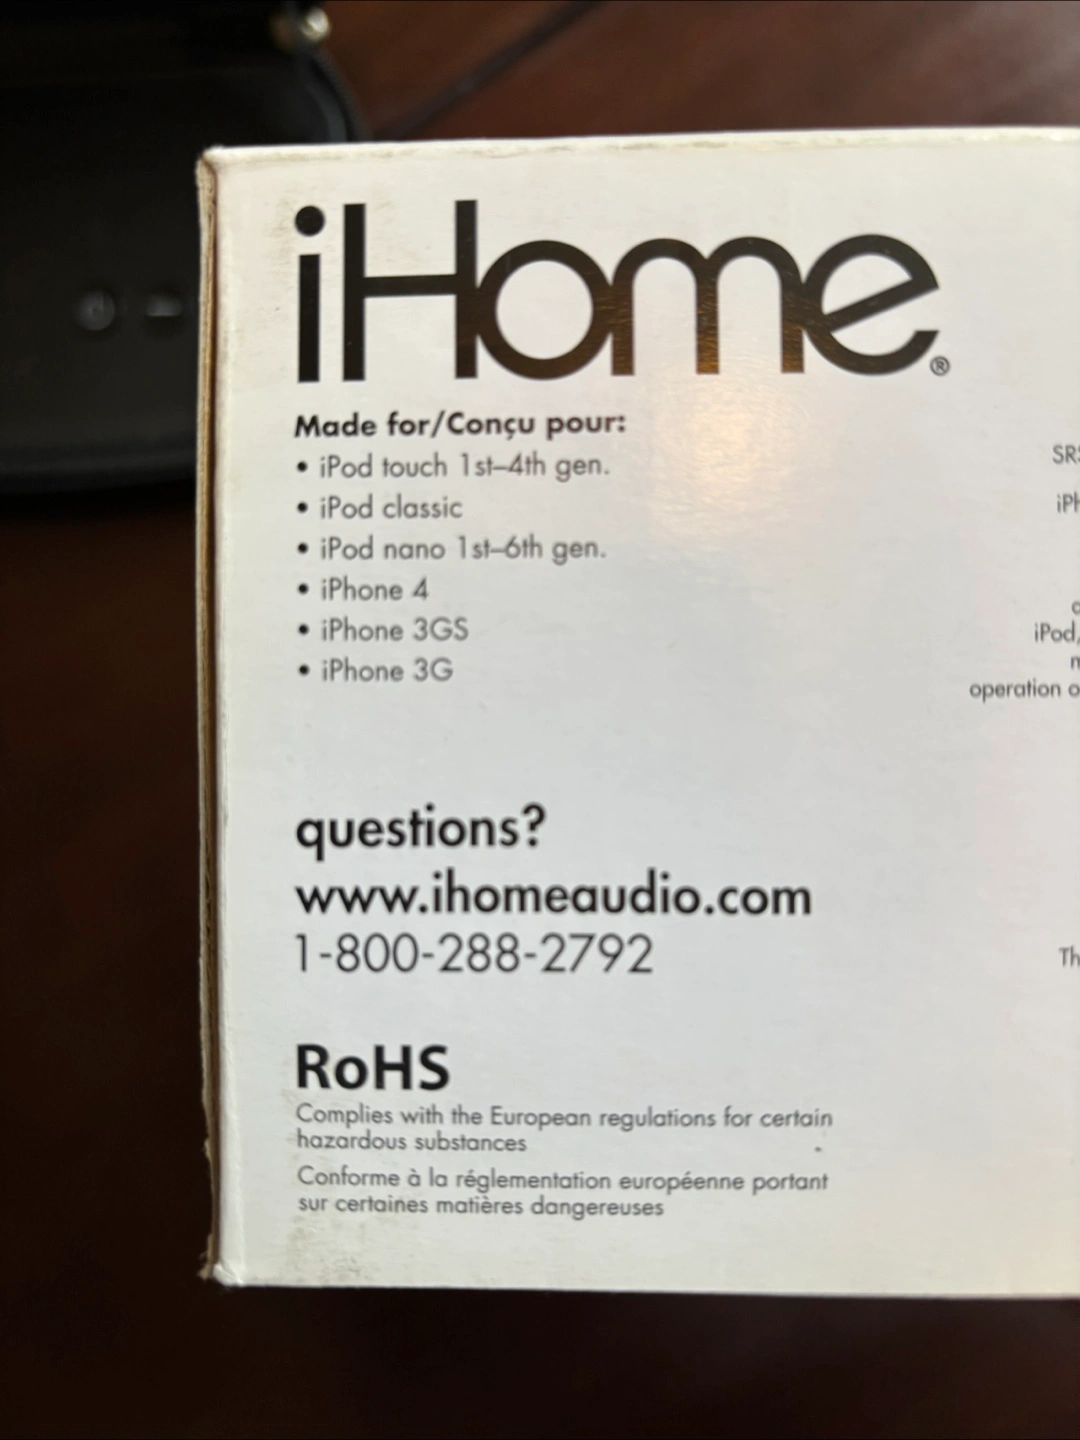 iHome®
Made for/Conçu pour:
• iPod touch 1st–4th gen.
• iPod classic
• iPod nano 1st–6th gen.
• iPhone 4
• iPhone 3GS
• iPhone 3G
iPod,
operation
questions?
www.ihomeaudio.com
1-800-288-2792
RoHS
Complies with the European regulations for certain
hazardous substances
Conforme à la réglementation européenne portant
sur certaines matières dangereuses